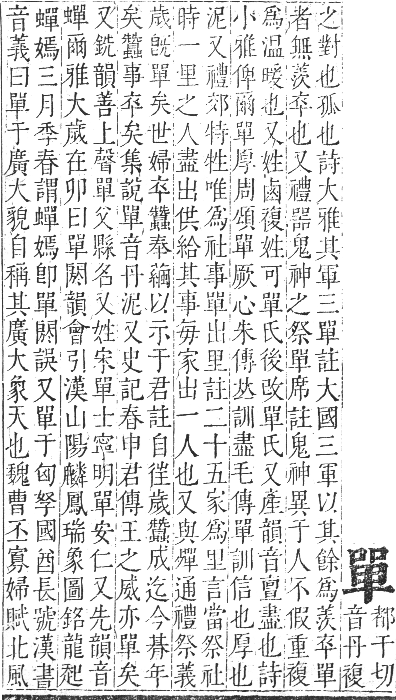 單
都干切
音丹複
之對也孤也詩大雅其軍三單註大國三軍以其餘為羨卒單
者無羨卒也又禮器鬼神之祭單席註鬼神異于人不假重複
為温暖也又姓鹵複姓可單氏後改單氏又產韻音亶盡也詩
小雅俾爾單厚周頌單厥心朱傳𠀤訓盡毛傳單訓信也厚也
泥又禮郊特牲唯為社事單出里註二十五家為里言當祭社
時一里之人盡出供給其事每家出一人也又與殫通禮祭義
歲旣單矣世婦卒蠶奉繭以示于君註自徃歲蠶成迄今朞年
矣蠶事卒矣集說單音丹泥又史記春申君傳王之威亦單矣
又銑韻善上聲單父縣名又姓宋單士寧明單安仁又先韻音
蟬爾雅大歲在卯曰單閼韻會引漢山陽麟鳳瑞象圖銘龍起
蟬嫣三月季春謂蟬嫣卽單閼誤又單于匈孥國酋長號漢書
音義曰單于廣大貌自稱其廣大象天也魏曹丕寡婦賦北風